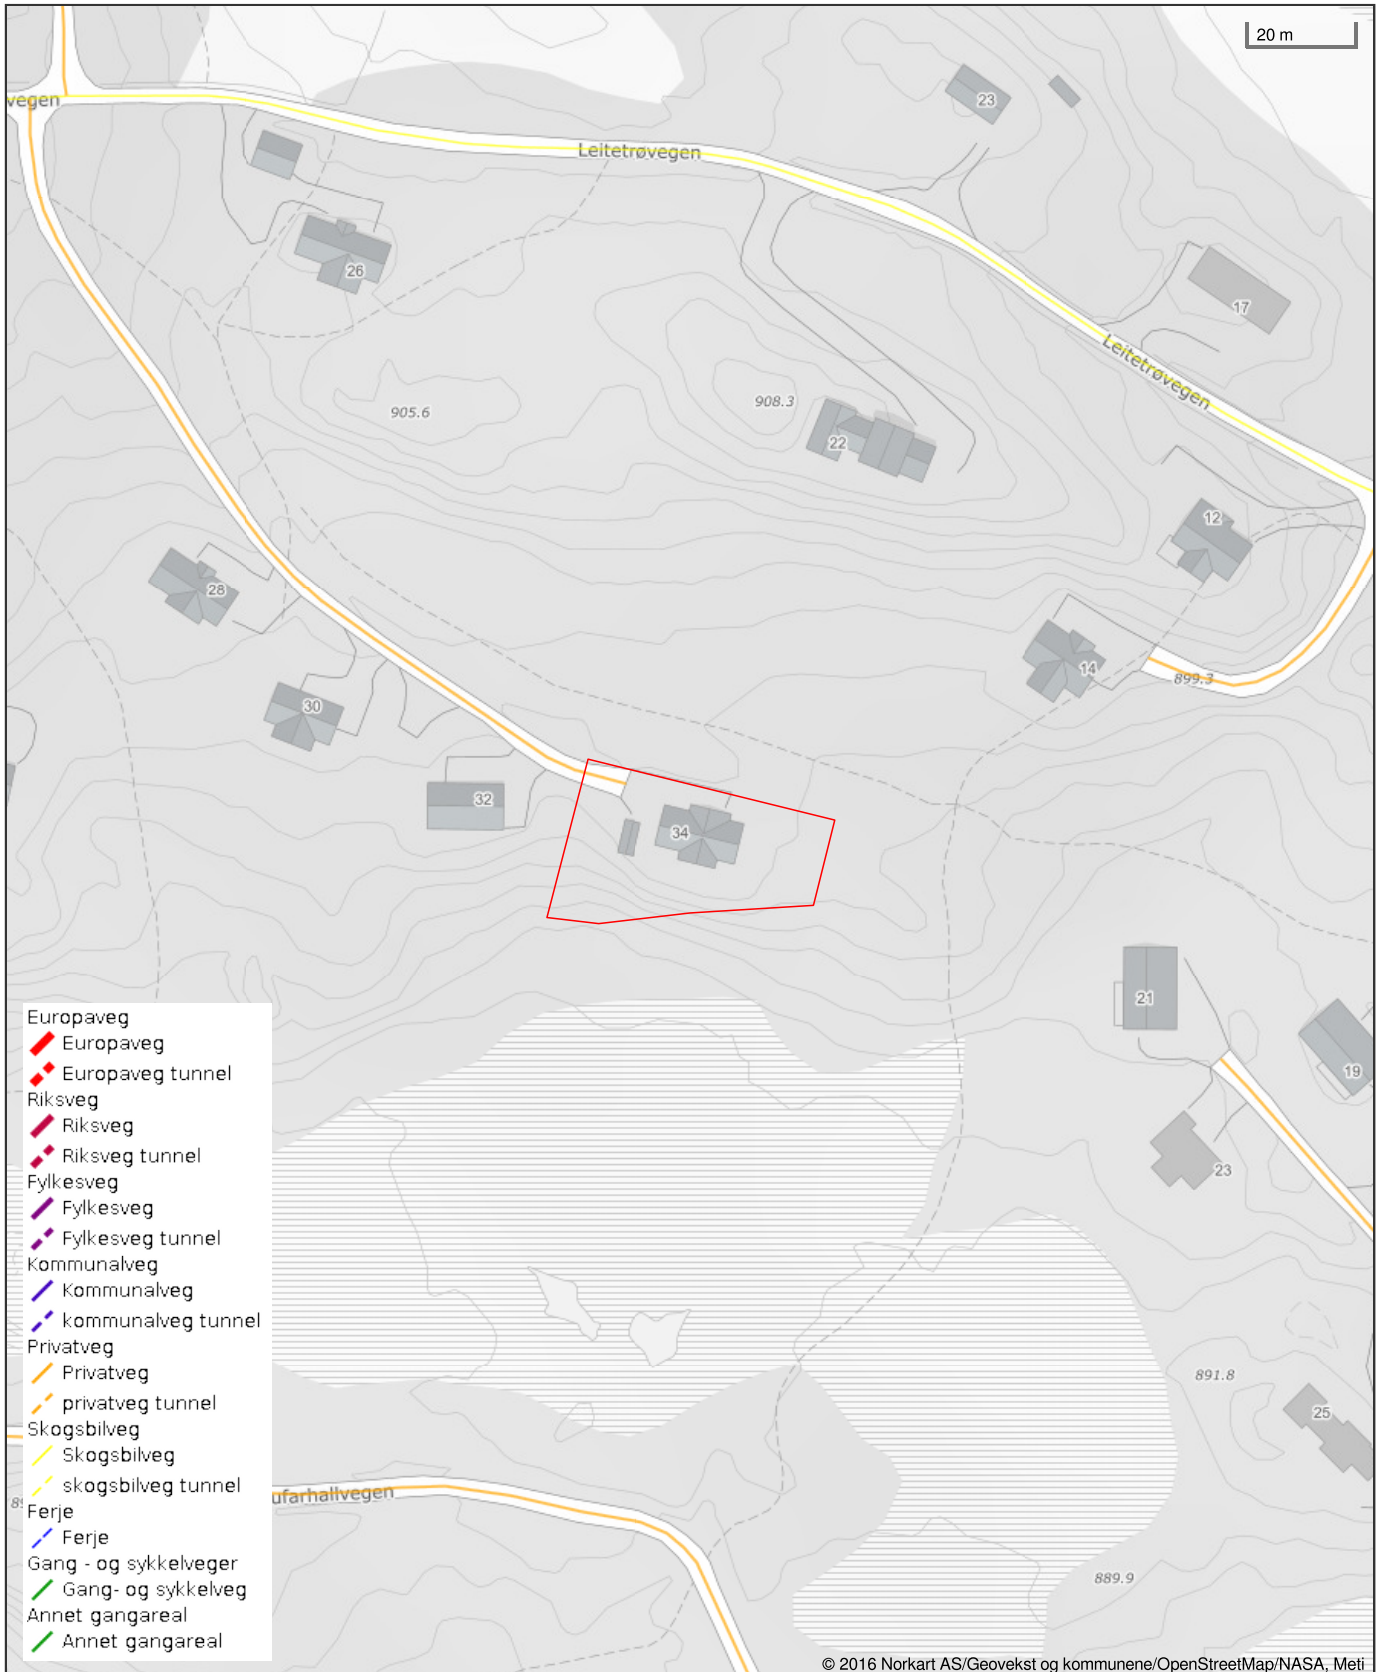 20 m
vegen
23
Leitetrøvegen
26
17
Leitetrøvegen
905.6
908.3
22
12
28
14
899.3
30
32
34
21
19
23
891.8
25
ufarhallvegen
889.9
Europaveg
Europaveg
Europaveg tunnel
Riksveg
Riksveg
Riksveg tunnel
Fylkesveg
Fylkesveg
Fylkesveg tunnel
Kommunalveg
Kommunalveg
kommunalveg tunnel
Privatveg
Privatveg
privatveg tunnel
Skogsbilveg
Skogsbilveg
skogsbilveg tunnel
Ferje
Ferje
Gang - og sykkelveger
Gang- og sykkelveg
Annet gangareal
Annet gangareal
© 2016 Norkart AS/Geovekst og kommunene/OpenStreetMap/NASA, Meti